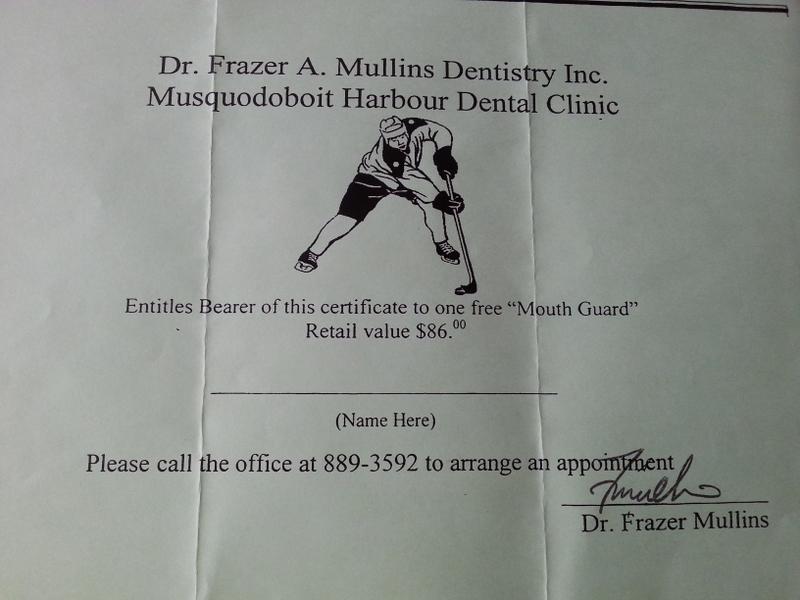 Dr. Frazer A. Mullins Dentistry Inc.
Musquodoboit Harbour Dental Clinic
Entitles Bearer of this certificate to one free “Mouth Guard”
Retail value $86.00
(Name Here)
Please call the office at 889-3592 to arrange an appointment
Dr. Frazer Mullins